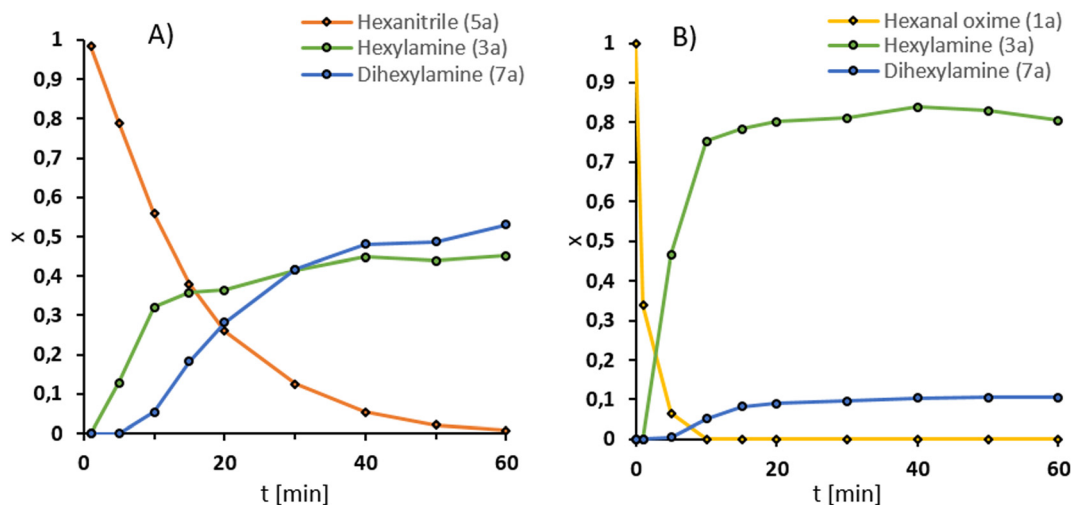 A)
Hexanitrile (5a)
Hexylamine (3a)
Dihexylamine (7a)
1
0,9
0,8
0,7
0,6
0,5
0,4
0,3
0,2
0,1
0
x
0 20 40 60
t [min]
B)
Hexanal oxime (1a)
Hexylamine (3a)
Dihexylamine (7a)
1
0,9
0,8
0,7
0,6
0,5
0,4
0,3
0,2
0,1
0
x
0 20 40 60
t [min]